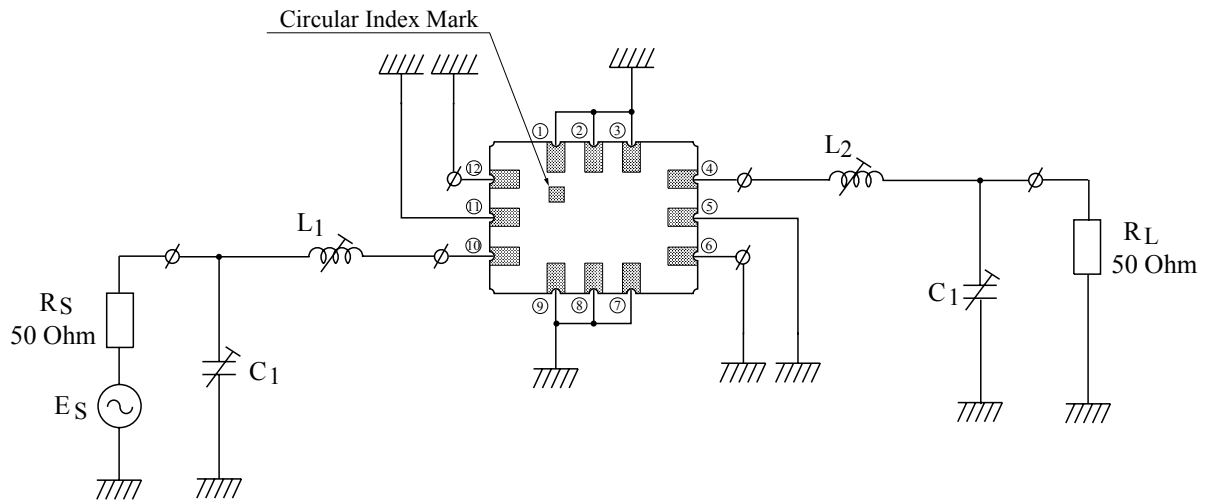 Circular Index Mark
① ② ③
⑫ ④
L2
⑪ ⑤
L1
⑩ ⑥
RL
50 Ohm
RS
50 Ohm
⑨ ⑧ ⑦
C1
C1
ES